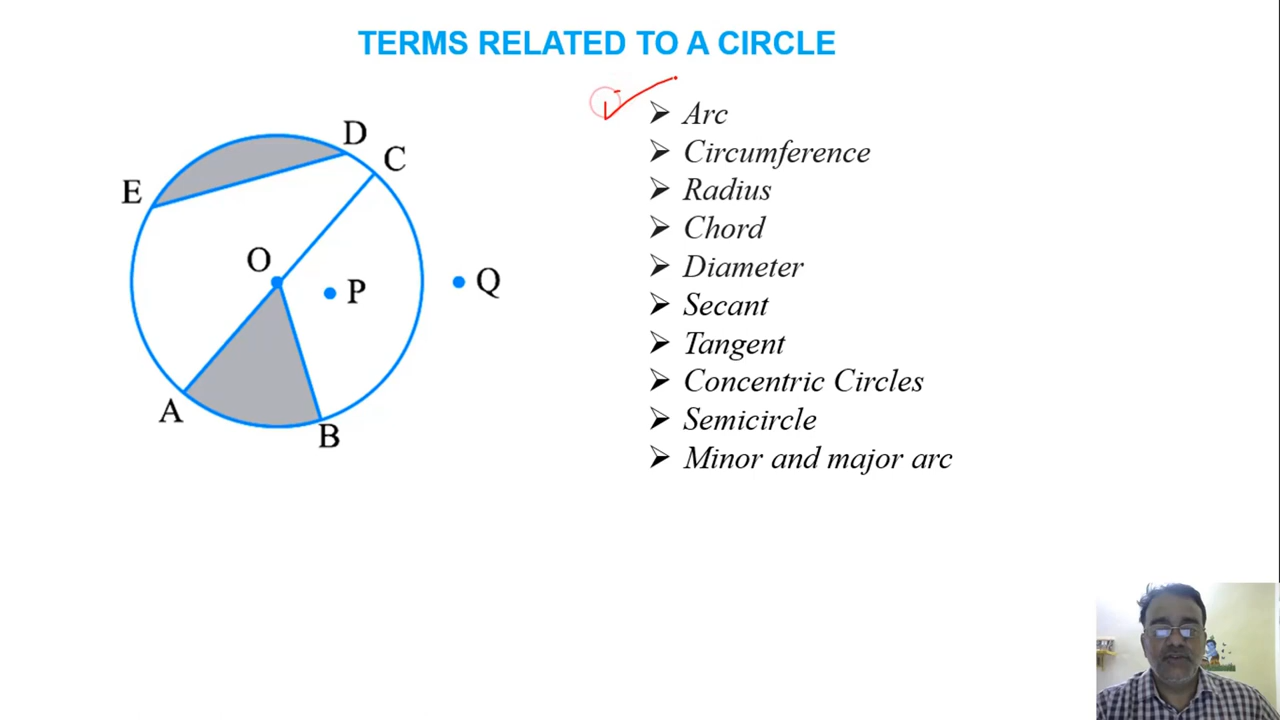 TERMS RELATED TO A CIRCLE
D
C
E
O
P
Q
A
B
➢ Arc
➢ Circumference
➢ Radius
➢ Chord
➢ Diameter
➢ Secant
➢ Tangent
➢ Concentric Circles
➢ Semicircle
➢ Minor and major arc